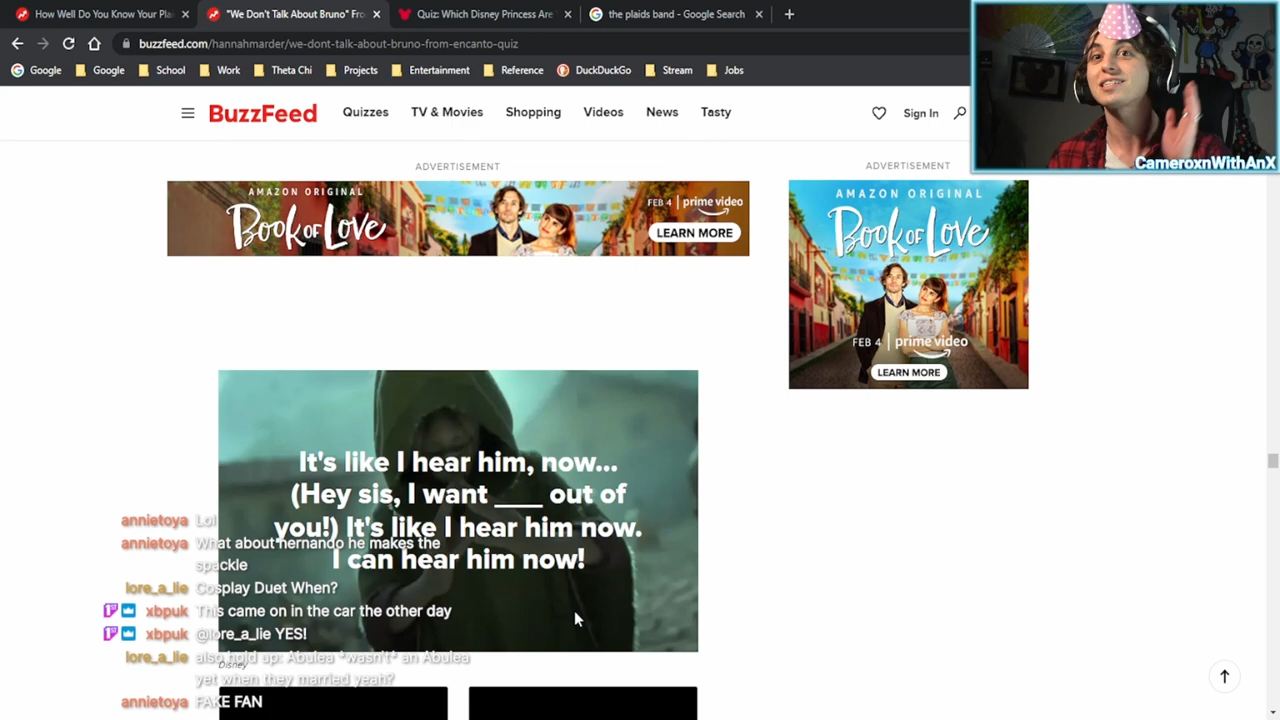 How Well Do You Know Your Pla
"We Don't Talk About Bruno" Fro
Quiz: Which Disney Princess Are
the plaids band - Google Search
buzzfeed.com/hannahmarder/we-dont-talk-about-bruno-from-encanto-quiz
Google
Google
School
Work
Theta Chi
Projects
Entertainment
Reference
DuckDuckGo
Stream
Jobs
CameroxnWithAnX
BuzzFeed
Quizzes
TV & Movies
Shopping
Videos
News
Tasty
Sign In
ADVERTISEMENT
AMAZON ORIGINAL
BOOK OF LOVE
FEB 4 | prime video
LEARN MORE
ADVERTISEMENT
AMAZON ORIGINAL
BOOK OF LOVE
FEB 4 | prime video
LEARN MORE
It's like I hear him, now...
(Hey sis, I want ____ out of
you!) It's like I hear him now.
I can hear him now!
Disney
annietoya Lol
annietoya What about hernando he makes the
spackle
lore_a_lie Cosplay Duet When?
xbpuk This came on in the car the other day
xbpuk @lore_a_lie YES!
lore_a_lie also hold up: Abulea *wasn't* an Abulea
yet when they married yeah?
annietoya FAKE FAN